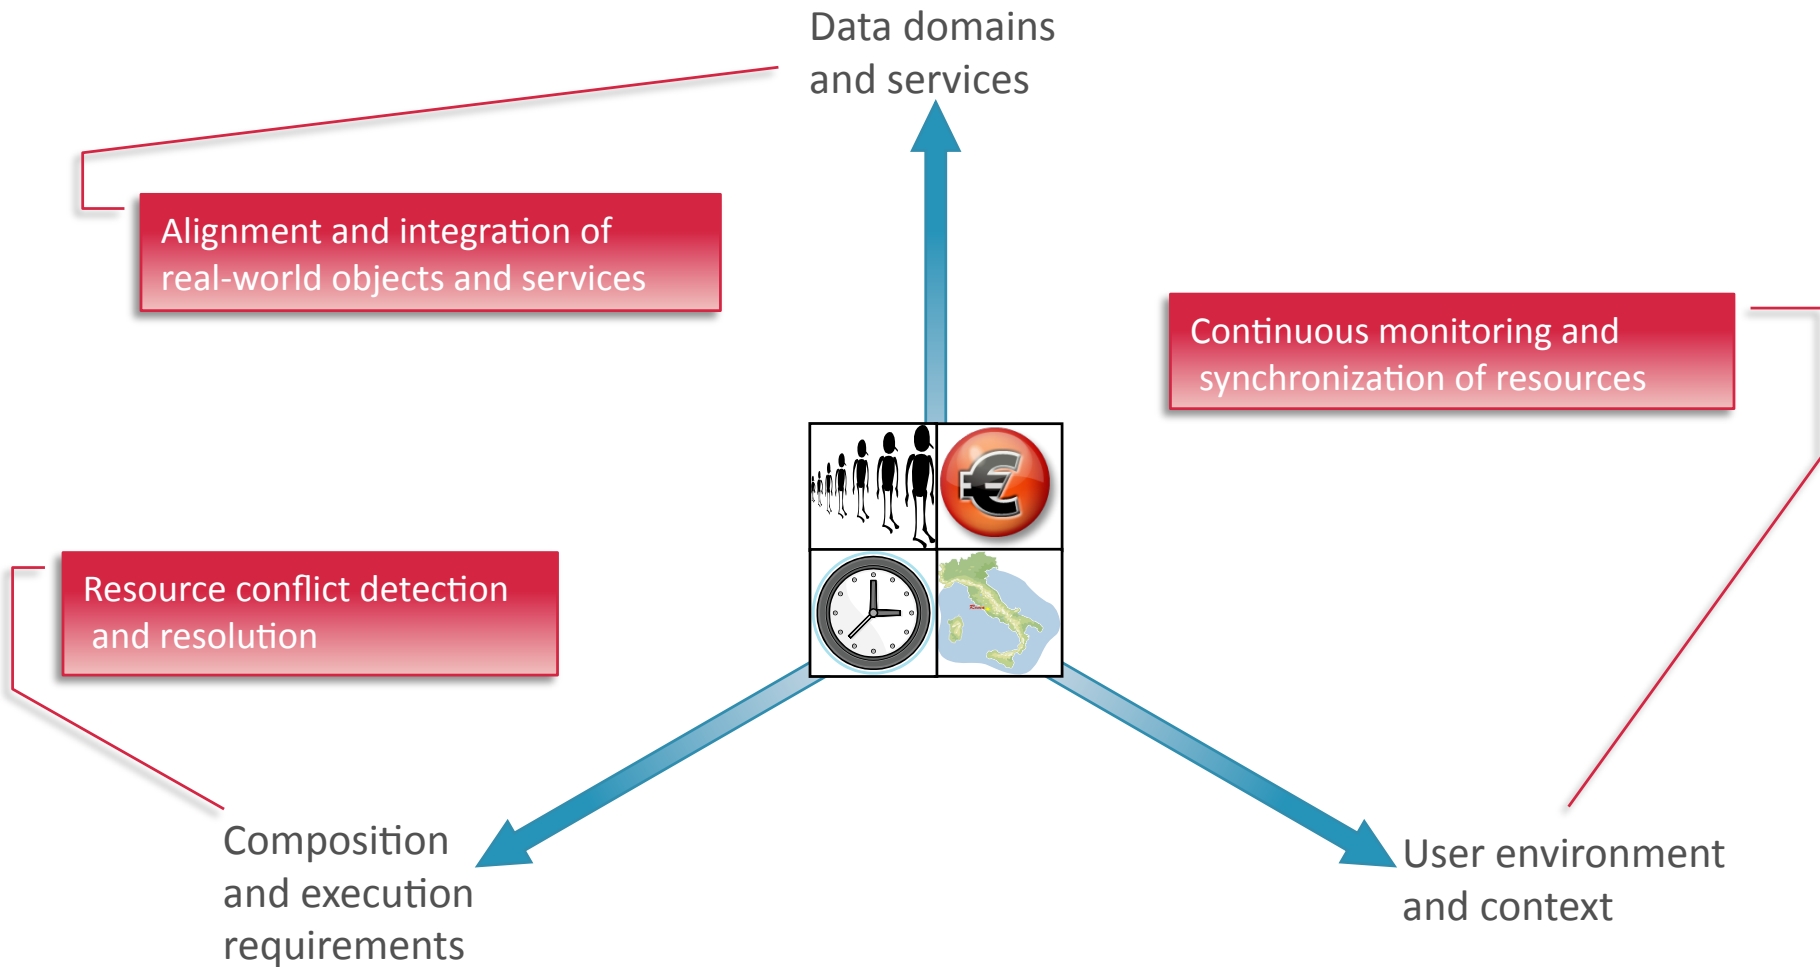 Data domains
and services
Alignment and integration of
real-world objects and services
Continuous monitoring and
synchronization of resources
€
Resource conflict detection
and resolution
Roma
Composition
and execution
requirements
User environment
and context